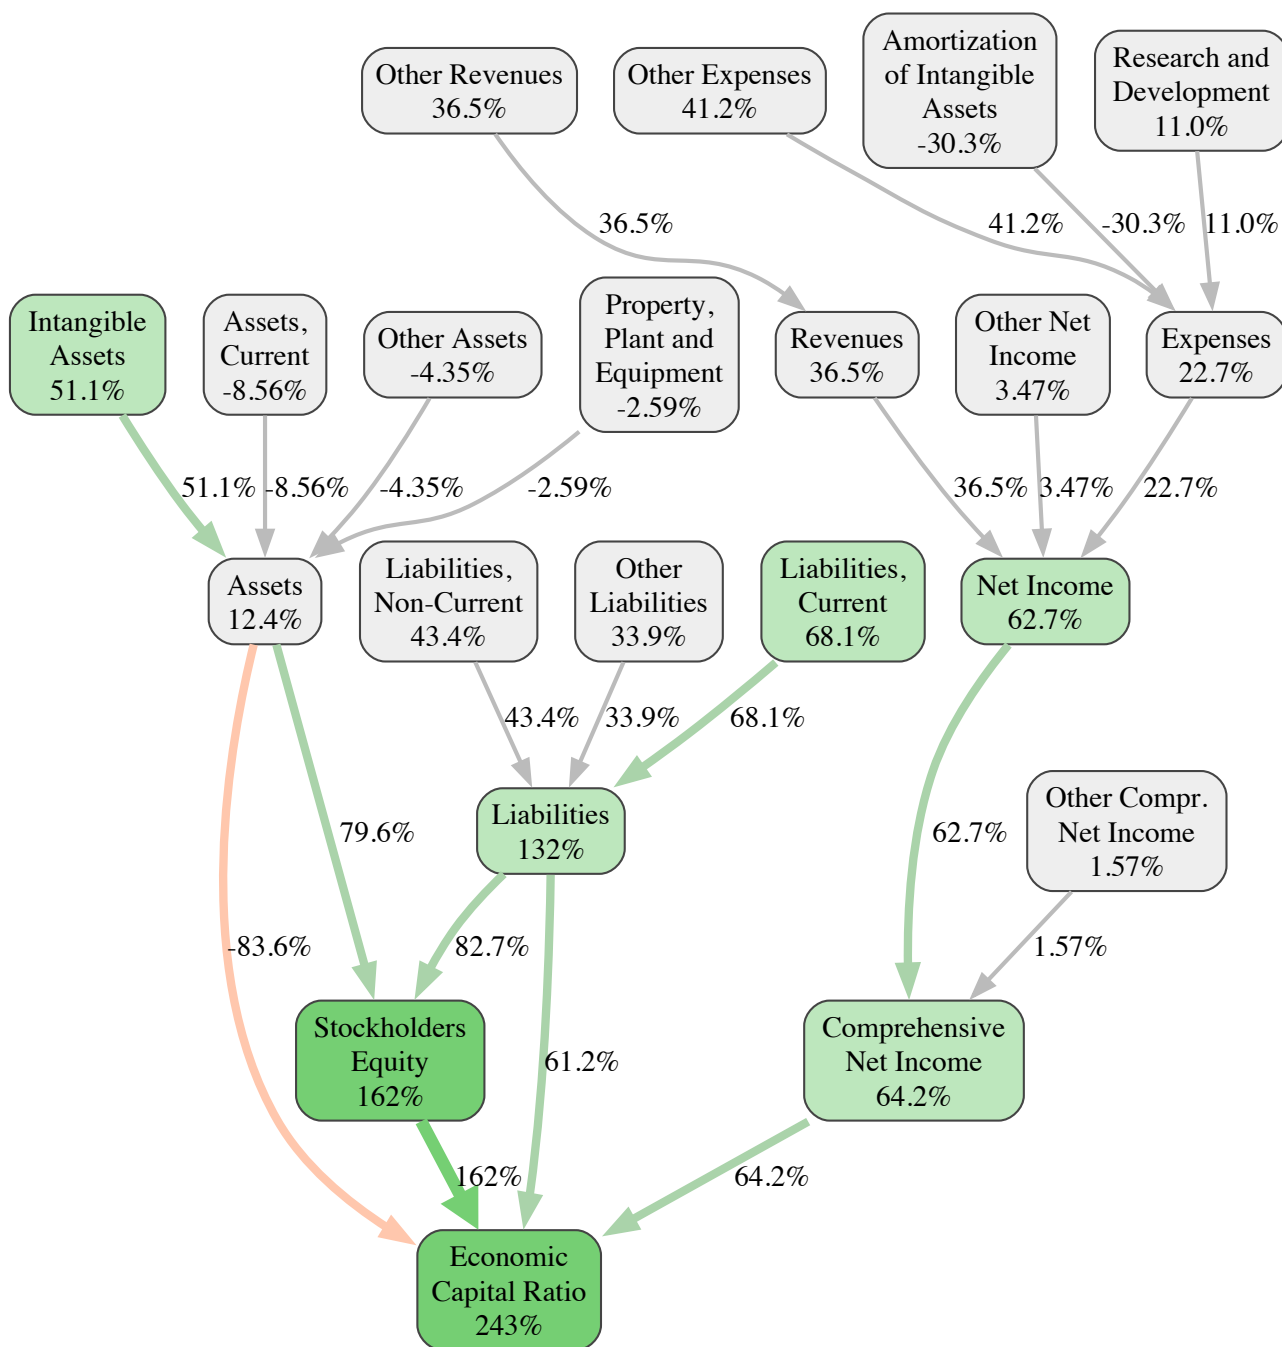 Other Revenues
36.5%
Other Expenses
41.2%
Amortization
of Intangible
Assets
-30.3%
Research and
Development
11.0%
36.5%
41.2%
-30.3%
11.0%
Intangible
Assets
51.1%
Assets,
Current
-8.56%
Other Assets
-4.35%
Property,
Plant and
Equipment
-2.59%
Revenues
36.5%
Other Net
Income
3.47%
Expenses
22.7%
51.1%
-8.56%
-4.35%
-2.59%
36.5%
3.47%
22.7%
Assets
12.4%
Liabilities,
Non-Current
43.4%
Other
Liabilities
33.9%
Liabilities,
Current
68.1%
Net Income
62.7%
43.4%
33.9%
68.1%
79.6%
Liabilities
132%
62.7%
Other Compr.
Net Income
1.57%
-83.6%
82.7%
1.57%
Stockholders
Equity
162%
61.2%
Comprehensive
Net Income
64.2%
162%
64.2%
Economic
Capital Ratio
243%